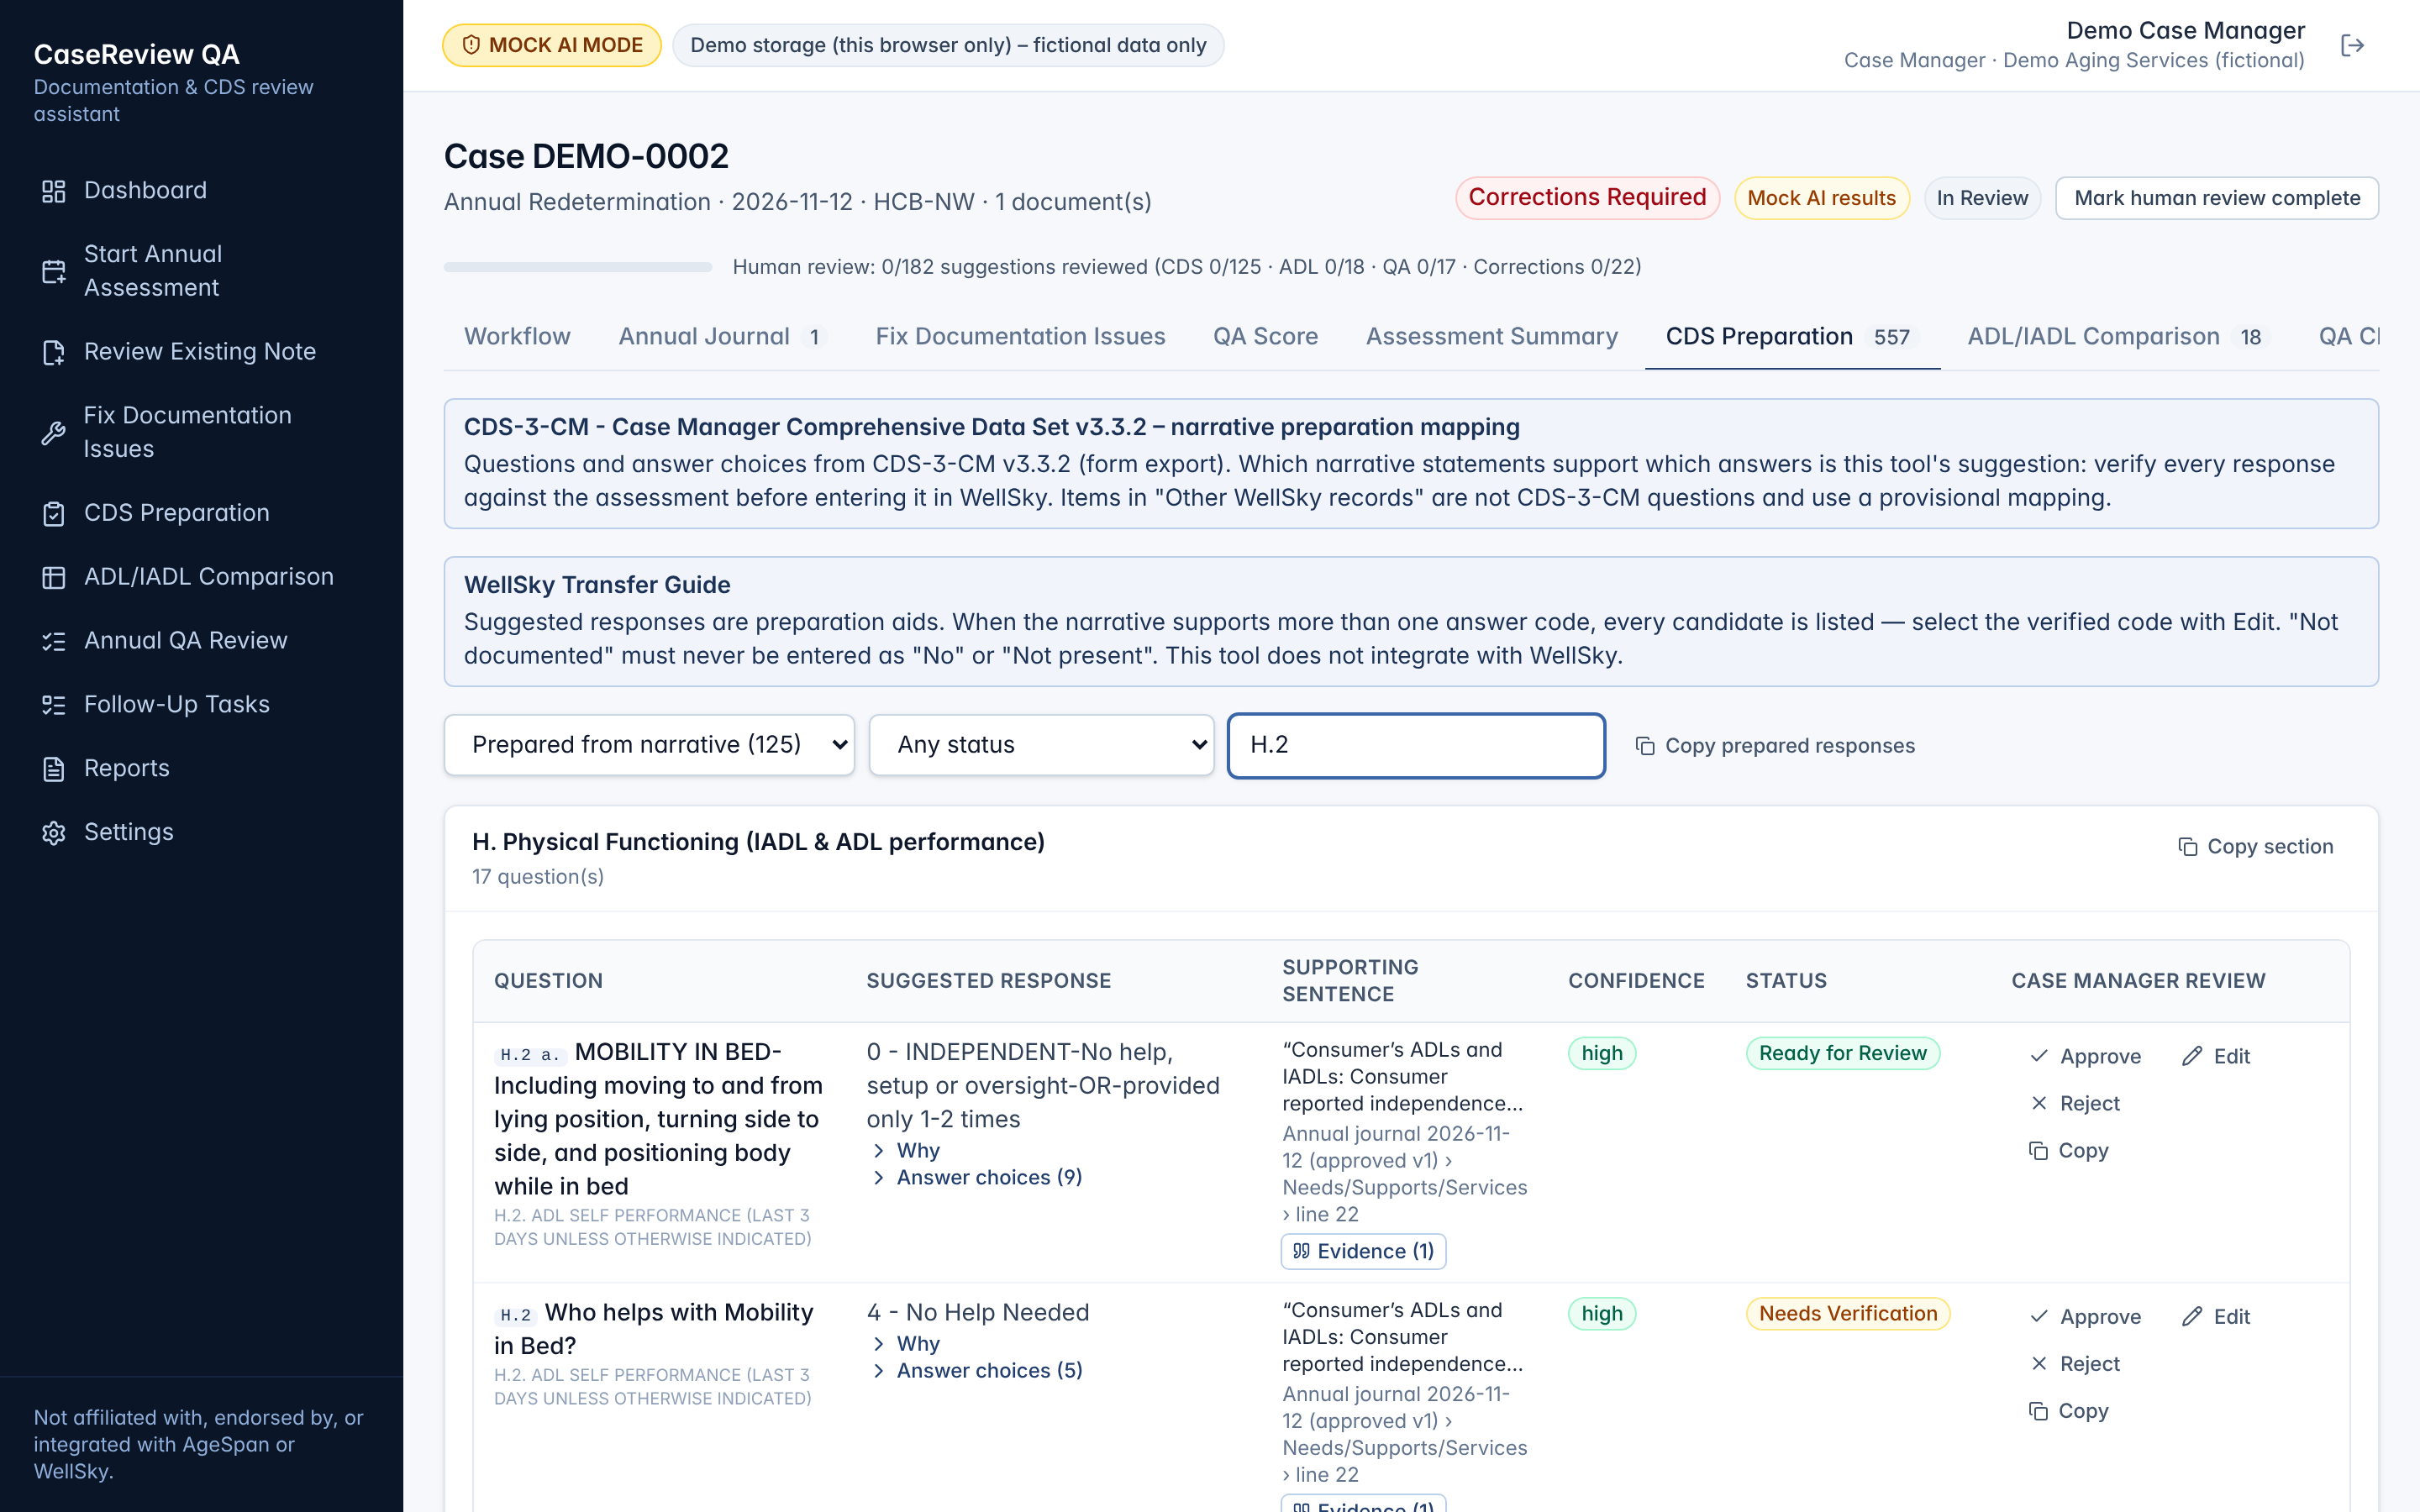 CaseReview QA
Documentation & CDS review
assistant
Dashboard
Start Annual
Assessment
Review Existing Note
Fix Documentation
Issues
CDS Preparation
ADL/IADL Comparison
Annual QA Review
Follow-Up Tasks
Reports
Settings
Not affiliated with, endorsed by, or
integrated with AgeSpan or
WellSky.
MOCK AI MODE
Demo storage (this browser only) – fictional data only
Demo Case Manager
Case Manager · Demo Aging Services (fictional)
Case DEMO-0002
Annual Redetermination · 2026-11-12 · HCB-NW · 1 document(s)
Corrections Required
Mock AI results
In Review
Mark human review complete
Human review: 0/182 suggestions reviewed (CDS 0/125 · ADL 0/18 · QA 0/17 · Corrections 0/22)
Workflow
Annual Journal 1
Fix Documentation Issues
QA Score
Assessment Summary
CDS Preparation 557
ADL/IADL Comparison 18
QA Cl
CDS-3-CM - Case Manager Comprehensive Data Set v3.3.2 – narrative preparation mapping
Questions and answer choices from CDS-3-CM v3.3.2 (form export). Which narrative statements support which answers is this tool's suggestion: verify every response
against the assessment before entering it in WellSky. Items in "Other WellSky records" are not CDS-3-CM questions and use a provisional mapping.
WellSky Transfer Guide
Suggested responses are preparation aids. When the narrative supports more than one answer code, every candidate is listed — select the verified code with Edit. "Not
documented" must never be entered as "No" or "Not present". This tool does not integrate with WellSky.
Prepared from narrative (125)
Any status
H.2
Copy prepared responses
H. Physical Functioning (IADL & ADL performance)
17 question(s)
Copy section
QUESTION
SUGGESTED RESPONSE
SUPPORTING
SENTENCE
CONFIDENCE
STATUS
CASE MANAGER REVIEW
H.2 a. MOBILITY IN BED-
Including moving to and from
lying position, turning side to
side, and positioning body
while in bed
H.2. ADL SELF PERFORMANCE (LAST 3
DAYS UNLESS OTHERWISE INDICATED)
0 - INDEPENDENT-No help,
setup or oversight-OR-provided
only 1-2 times
Why
Answer choices (9)
“Consumer’s ADLs and
IADLs: Consumer
reported independence...
Annual journal 2026-11-
12 (approved v1) ›
Needs/Supports/Services
› line 22
Evidence (1)
high
Ready for Review
Approve
Edit
Reject
Copy
H.2 Who helps with Mobility
in Bed?
H.2. ADL SELF PERFORMANCE (LAST 3
DAYS UNLESS OTHERWISE INDICATED)
4 - No Help Needed
Why
Answer choices (5)
“Consumer’s ADLs and
IADLs: Consumer
reported independence...
Annual journal 2026-11-
12 (approved v1) ›
Needs/Supports/Services
› line 22
Evidence (1)
high
Needs Verification
Approve
Edit
Reject
Copy